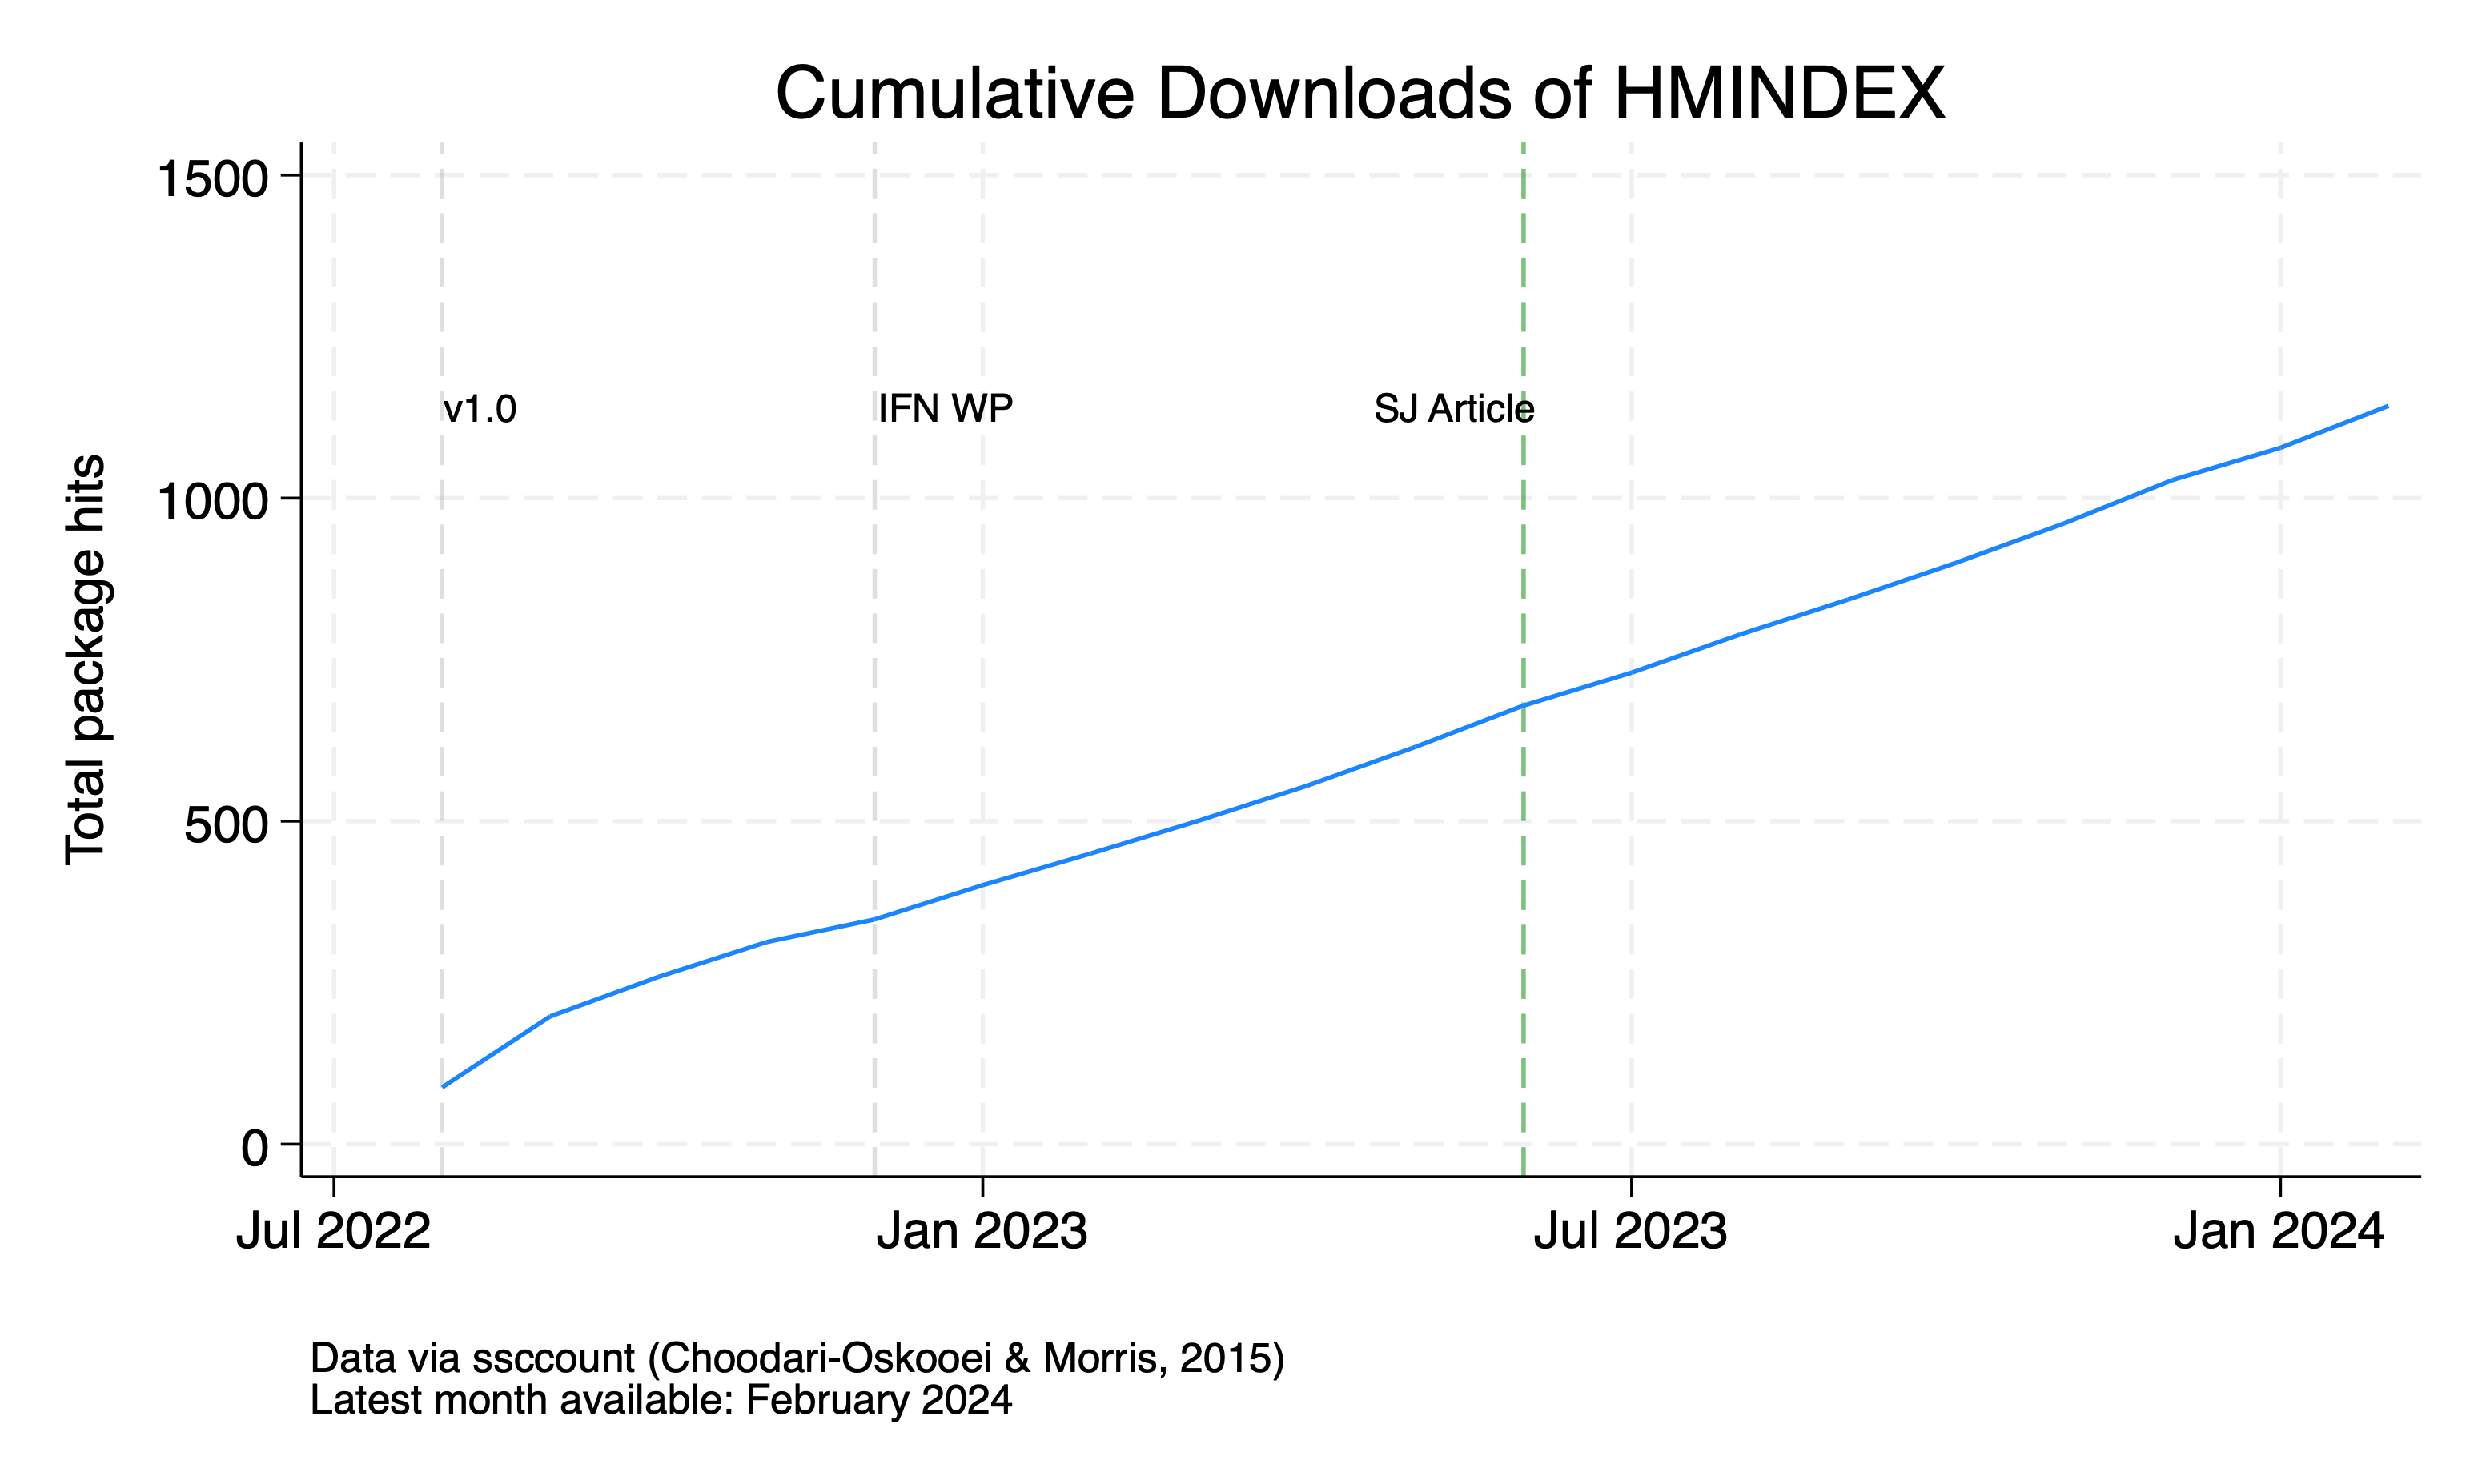 Cumulative Downloads of HMINDEX
Total package hits
1500
1000
500
0
v1.0
IFN WP
SJ Article
Jul 2022
Jan 2023
Jul 2023
Jan 2024
Data via ssccount (Choodari-Oskooei & Morris, 2015)
Latest month available: February 2024